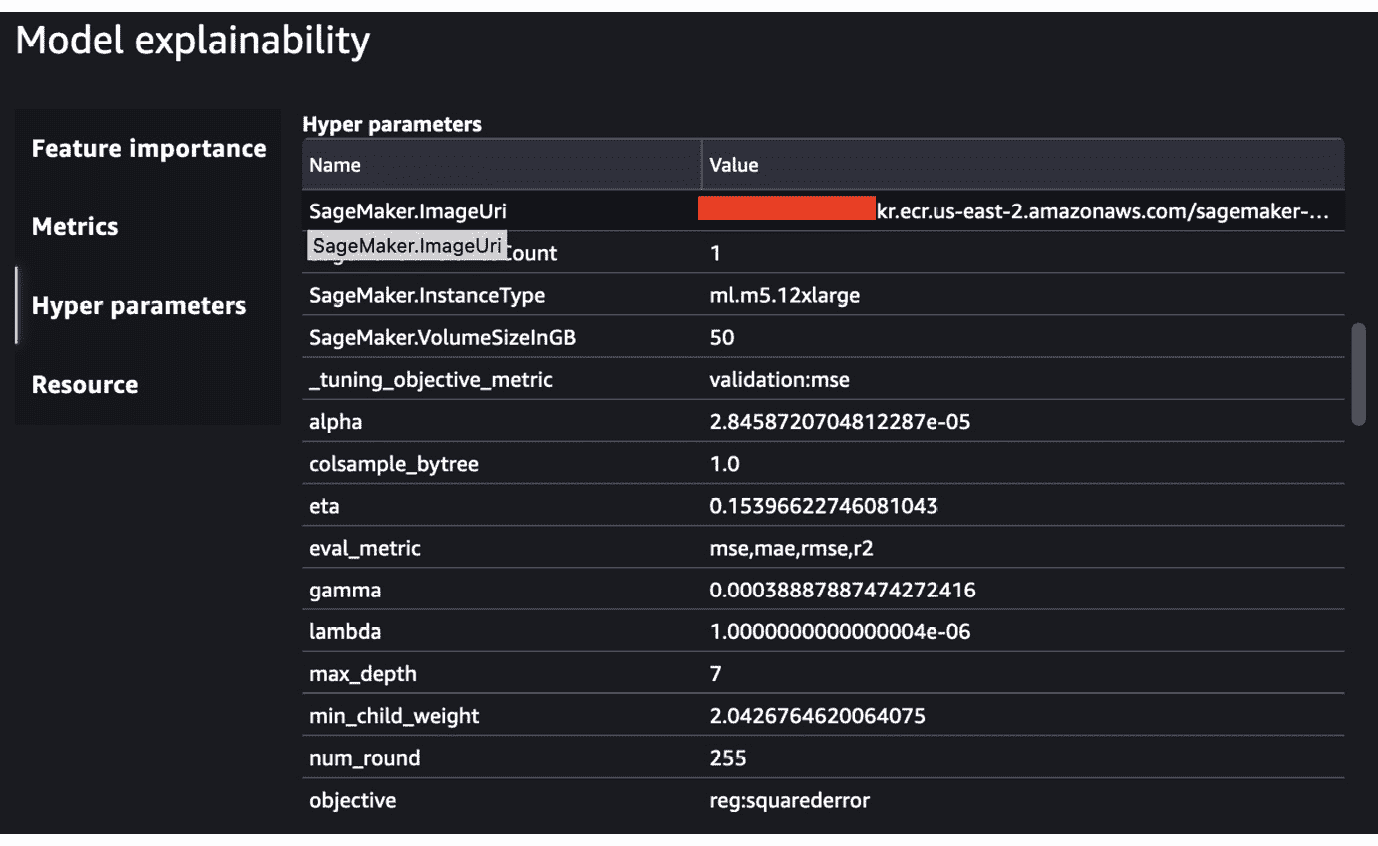 Model explainability
Feature importance
Metrics
Hyper parameters
Resource
Hyper parameters
Name Value
SageMaker.ImageUri kr.ecr.us-east-2.amazonaws.com/sagemaker-...
SageMaker.ImageUri Count 1
SageMaker.InstanceType ml.m5.12xlarge
SageMaker.VolumeSizeInGB 50
_tuning_objective_metric validation:mse
alpha 2.8458720704812287e-05
colsample_bytree 1.0
eta 0.15396622746081043
eval_metric mse,mae,rmse,r2
gamma 0.00038887887474272416
lambda 1.0000000000000004e-06
max_depth 7
min_child_weight 2.0426764620064075
num_round 255
objective reg:squarederror